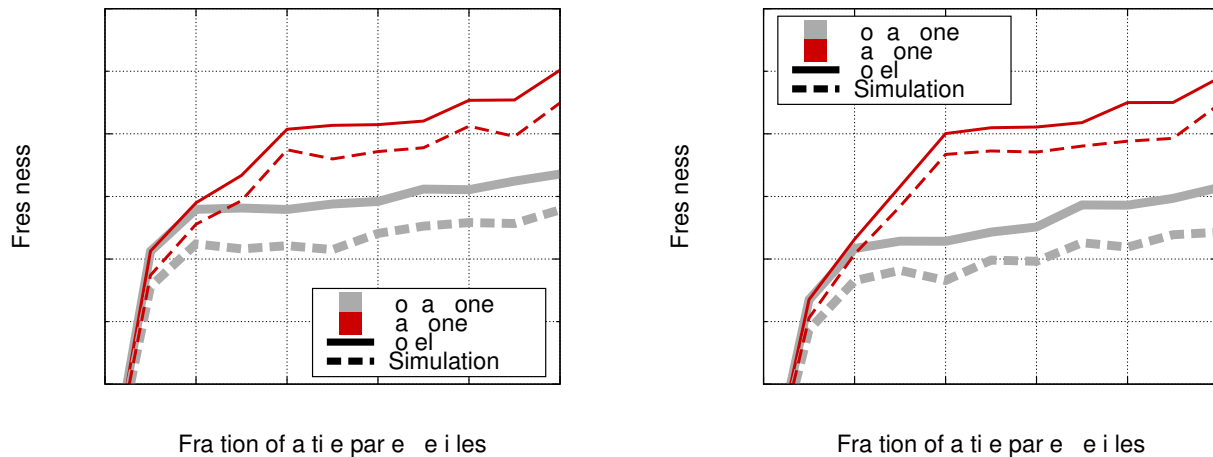 Fres ness
o a one
a one
o el
Simulation
Fra tion of a ti e par e e i les
Fres ness
o a one
a one
o el
Simulation
Fra tion of a ti e par e e i les